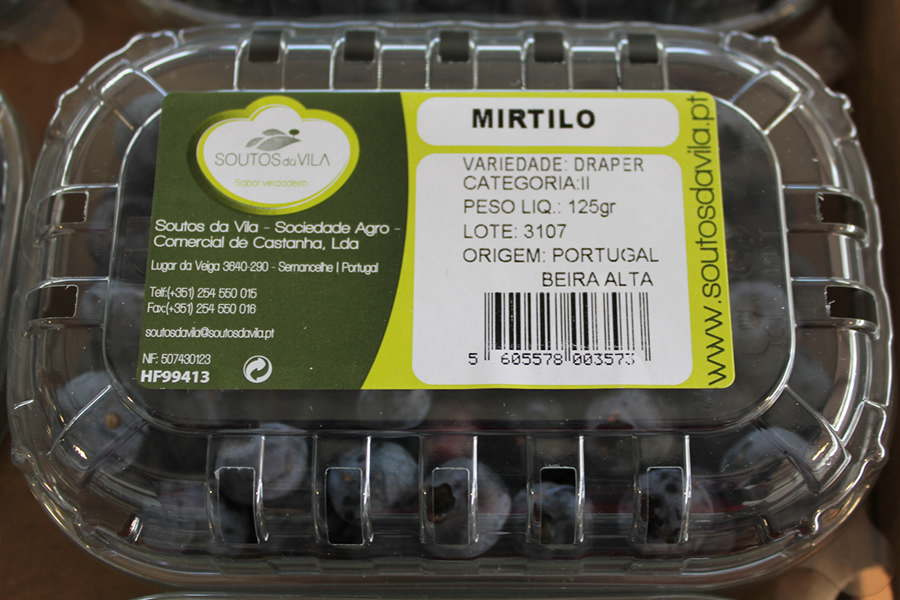 SOUTOS da VILA
Sabor verdadeiro
Soutos da Vila - Sociedade Agro -
Comercial de Castanha, Lda
Lugar da Veiga 3640-290 - Sernancelhe | Portugal
Telf:(+351) 254 550 015
Fax:(+351) 254 550 016
soutosdavila@soutosdavila.pt
NF: 507430123
HF99413
MIRTILO
VARIEDADE: DRAPER
CATEGORIA:II
PESO LIQ.: 125gr
LOTE: 3107
ORIGEM: PORTUGAL
BEIRA ALTA
5 605578 003573
www.soutosdavila.pt